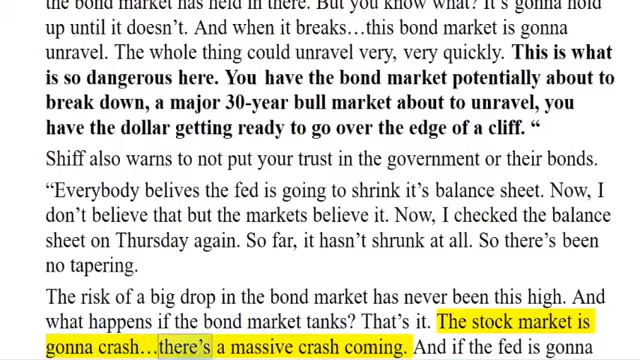 the bond market has held in there. But you know what? It's gonna hold
up until it doesn't. And when it breaks…this bond market is gonna
unravel. The whole thing could unravel very, very quickly. This is what
is so dangerous here. You have the bond market potentially about to
break down, a major 30-year bull market about to unravel, you
have the dollar getting ready to go over the edge of a cliff. “
Shiff also warns to not put your trust in the government or their bonds.
“Everybody belives the fed is going to shrink it’s balance sheet. Now, I
don’t believe that but the markets believe it. Now, I checked the balance
sheet on Thursday again. So far, it hasn’t shrunk at all. So there’s been
no tapering.
The risk of a big drop in the bond market has never been this high. And
what happens if the bond market tanks? That’s it. The stock market is
gonna crash…there’s a massive crash coming. And if the fed is gonna